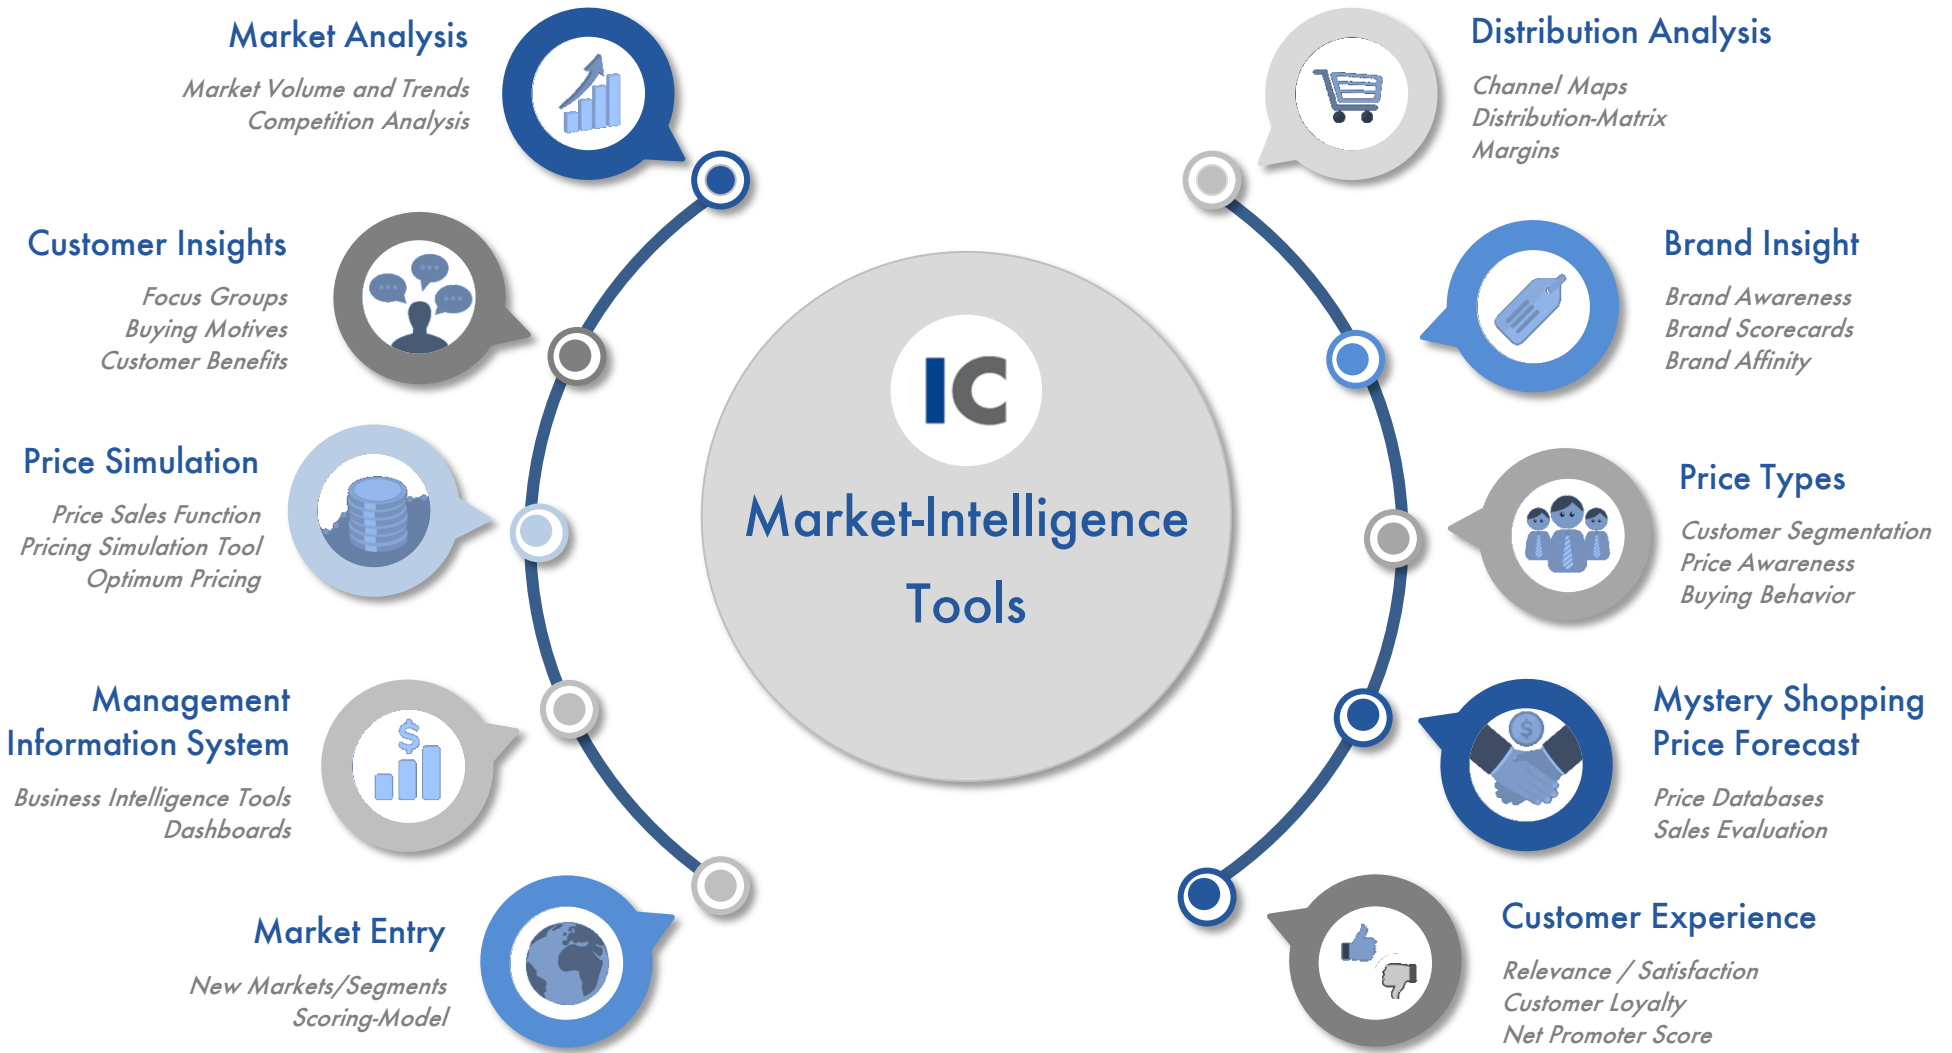 Market Analysis
Market Volume and Trends
Competition Analysis
Customer Insights
Focus Groups
Buying Motives
Customer Benefits
Price Simulation
Price Sales Function
Pricing Simulation Tool
Optimum Pricing
Management
Information System
Business Intelligence Tools
Dashboards
$
Market Entry
New Markets/Segments
Scoring-Model
IC
Market-Intelligence
Tools
Distribution Analysis
Channel Maps
Distribution-Matrix
Margins
Brand Insight
Brand Awareness
Brand Scorecards
Brand Affinity
Price Types
Customer Segmentation
Price Awareness
Buying Behavior
Mystery Shopping
Price Forecast
Price Databases
Sales Evaluation
$
Customer Experience
Relevance / Satisfaction
Customer Loyalty
Net Promoter Score